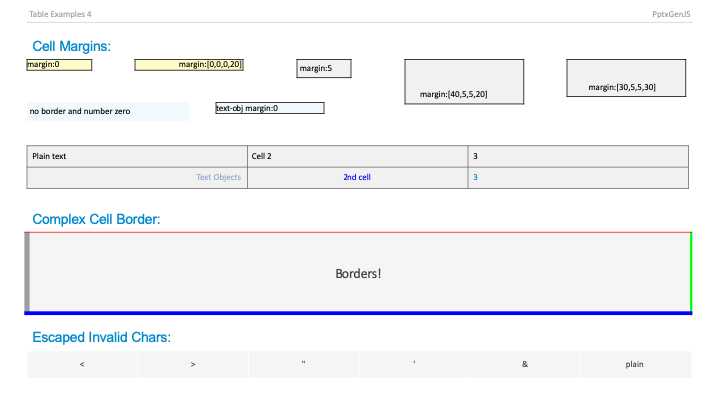 Table Examples 4
PptxGenJS
Cell Margins:
margin:0
margin:[0,0,0,20]
margin:5
margin:[40,5,5,20]
margin:[30,5,5,30]
no border and number zero
text-obj margin:0
Plain text
Cell 2
3
Text Objects
2nd cell
3
Complex Cell Border:
Borders!
Escaped Invalid Chars:
<
>
"
'
&
plain